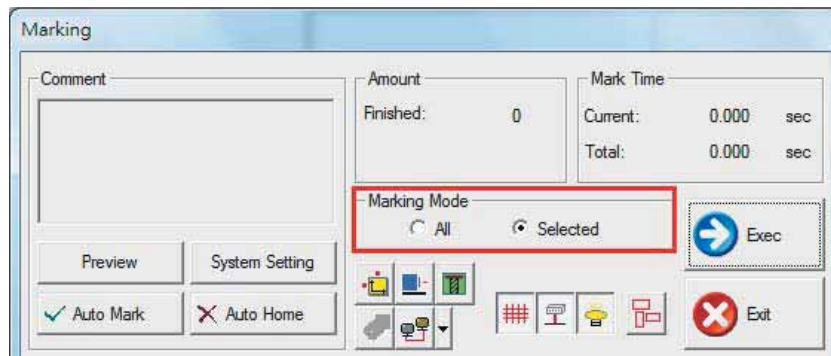 Marking
Comment
Amount
Mark Time
Finished: 0
Current: 0.000 sec
Total: 0.000 sec
Marking Mode
All
Selected
Exec
Preview
System Setting
Auto Mark
Auto Home
Exit